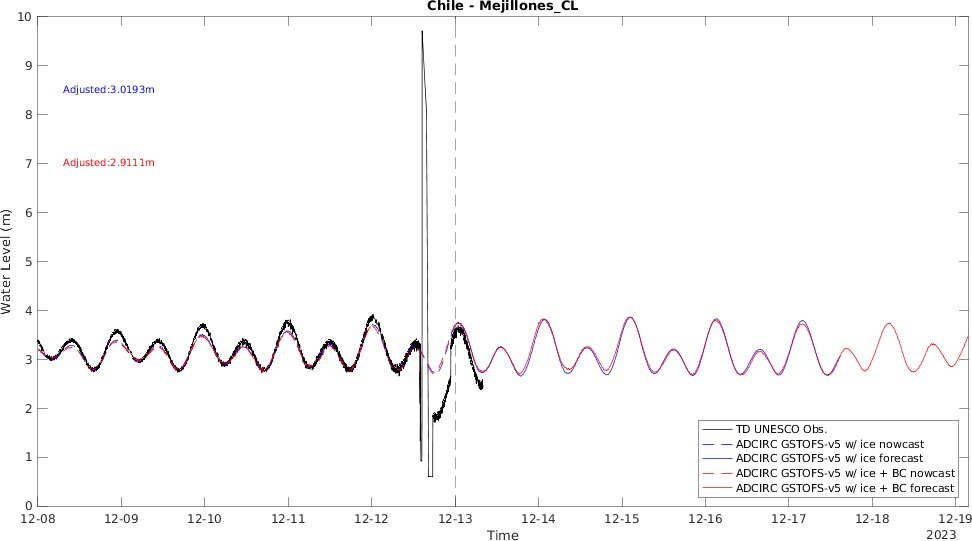 Chile - Mejillones_CL
10
9
8
7
6
5
4
3
2
1
0
Water Level (m)
Adjusted:3.0193m
Adjusted:2.9111m
TD UNESCO Obs.
ADCIRC GSTOFS-v5 w/ ice nowcast
ADCIRC GSTOFS-v5 w/ ice forecast
ADCIRC GSTOFS-v5 w/ ice + BC nowcast
ADCIRC GSTOFS-v5 w/ ice + BC forecast
12-08 12-09 12-10 12-11 12-12 12-13 12-14 12-15 12-16 12-17 12-18 12-19
Time
2023